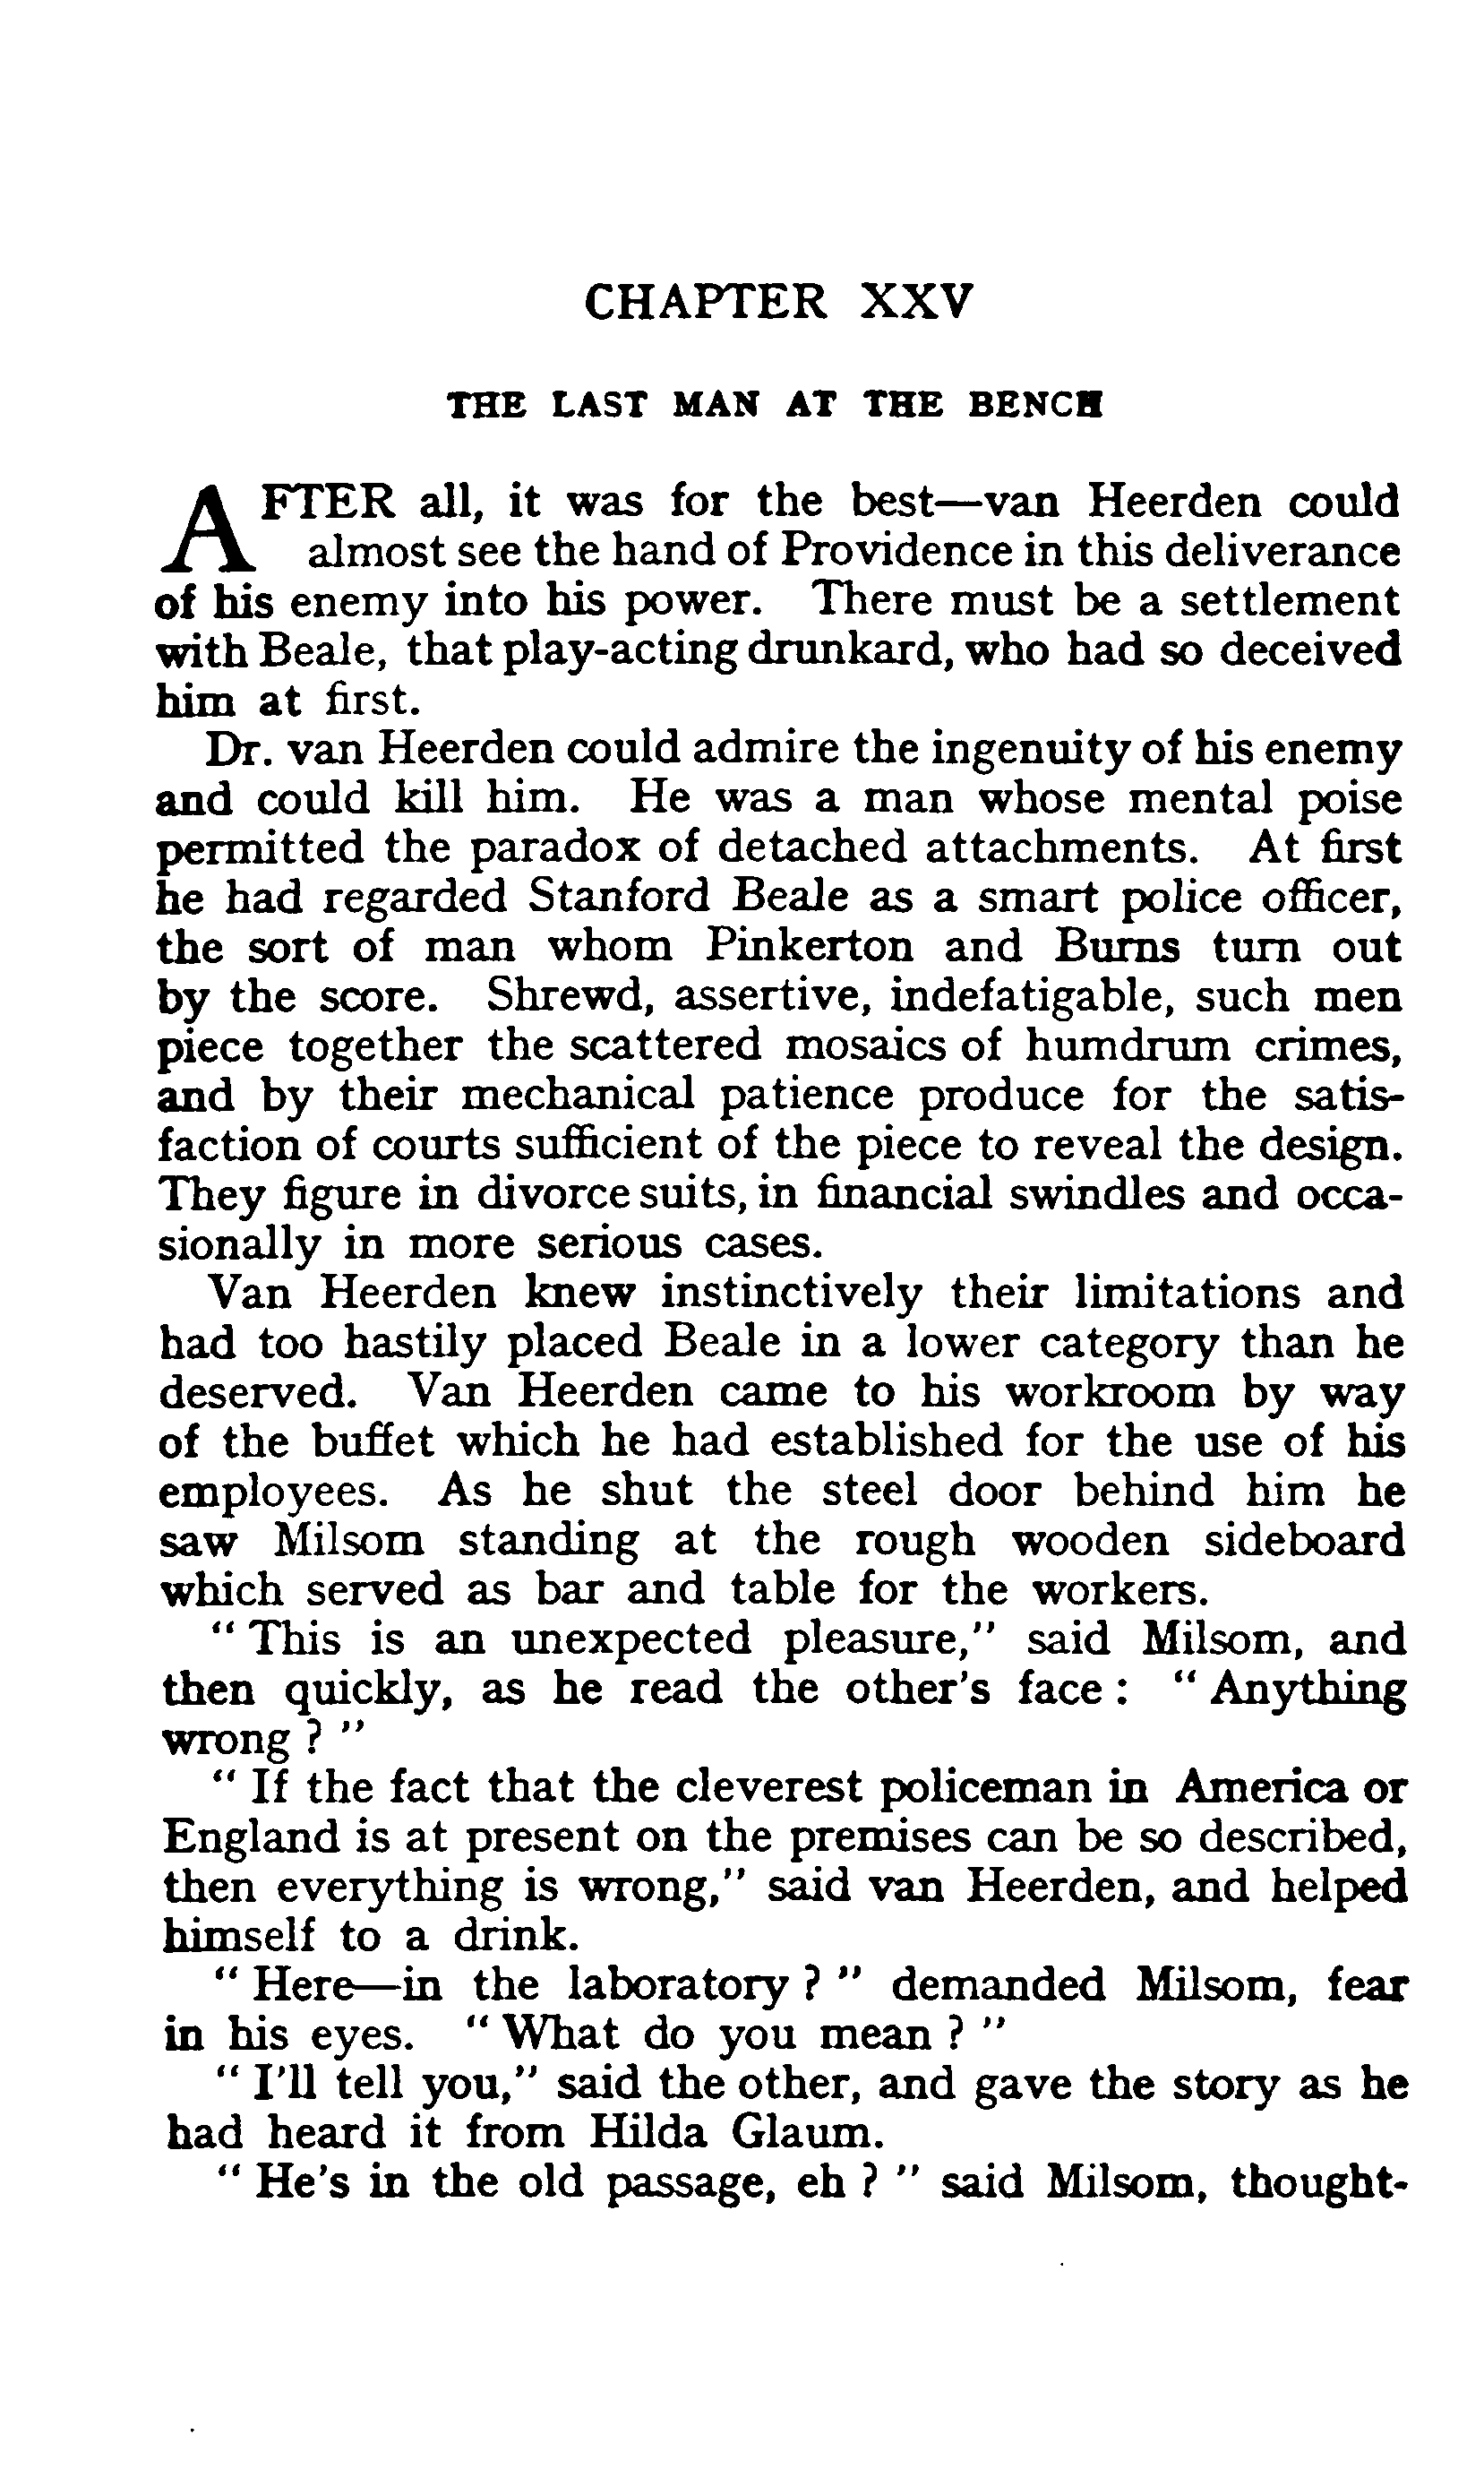 CHAPTER XXV
THE LAST MAN AT THE BENCH
AFTER all, it was for the best—van Heerden could
almost see the hand of Providence in this deliverance
of his enemy into his power. There must be a settlement
with Beale, that play-acting drunkard, who had so deceived
him at first.
Dr. van Heerden could admire the ingenuity of his enemy
and could kill him. He was a man whose mental poise
permitted the paradox of detached attachments. At first
he had regarded Stanford Beale as a smart police officer,
the sort of man whom Pinkerton and Burns turn out
by the score. Shrewd, assertive, indefatigable, such men
piece together the scattered mosaics of humdrum crimes,
and by their mechanical patience produce for the satis-
faction of courts sufficient of the piece to reveal the design.
They figure in divorce suits, in financial swindles and occa-
sionally in more serious cases.
Van Heerden knew instinctively their limitations and
had too hastily placed Beale in a lower category than he
deserved. Van Heerden came to his workroom by way
of the buffet which he had established for the use of his
employees. As he shut the steel door behind him he
saw Milsom standing at the rough wooden sideboard
which served as bar and table for the workers.
" This is an unexpected pleasure," said Milsom, and
then quickly, as he read the other's face : " Anything
wrong ? "
" If the fact that the cleverest policeman in America or
England is at present on the premises can be so described,
then everything is wrong," said van Heerden, and helped
himself to a drink.
" Here—in the laboratory ? " demanded Milsom, fear
in his eyes. " What do you mean ? "
" I'll tell you," said the other, and gave the story as he
had heard it from Hilda Glaum.
" He's in the old passage, eh ? " said Milsom, thought-